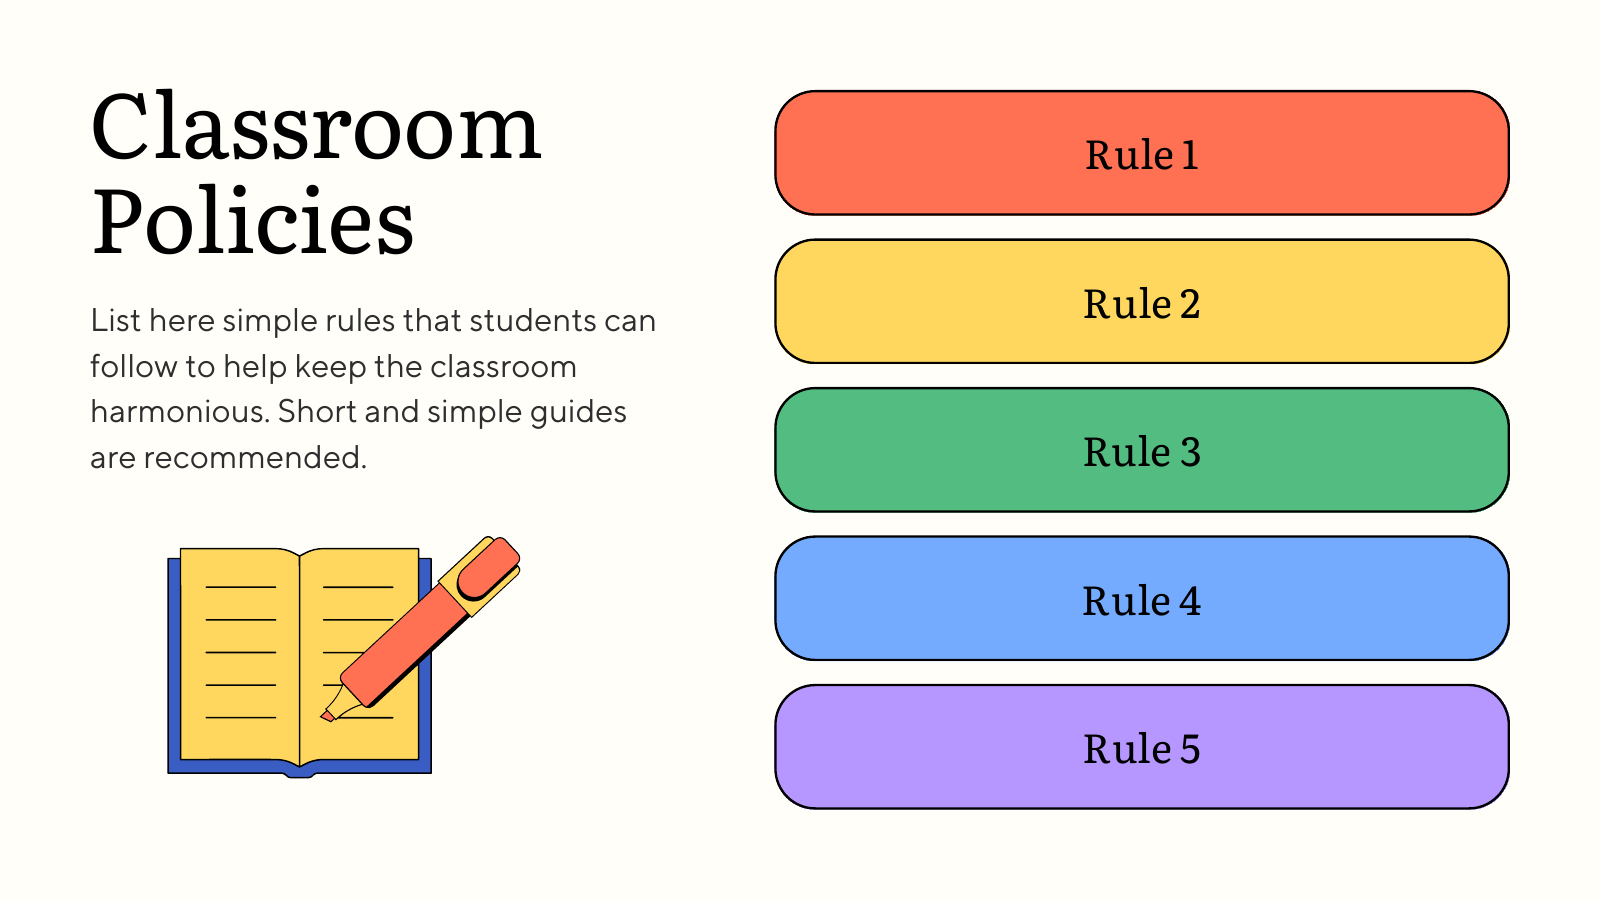 Classroom
Policies
List here simple rules that students can
follow to help keep the classroom
harmonious. Short and simple guides
are recommended.
Rule 1
Rule 2
Rule 3
Rule 4
Rule 5